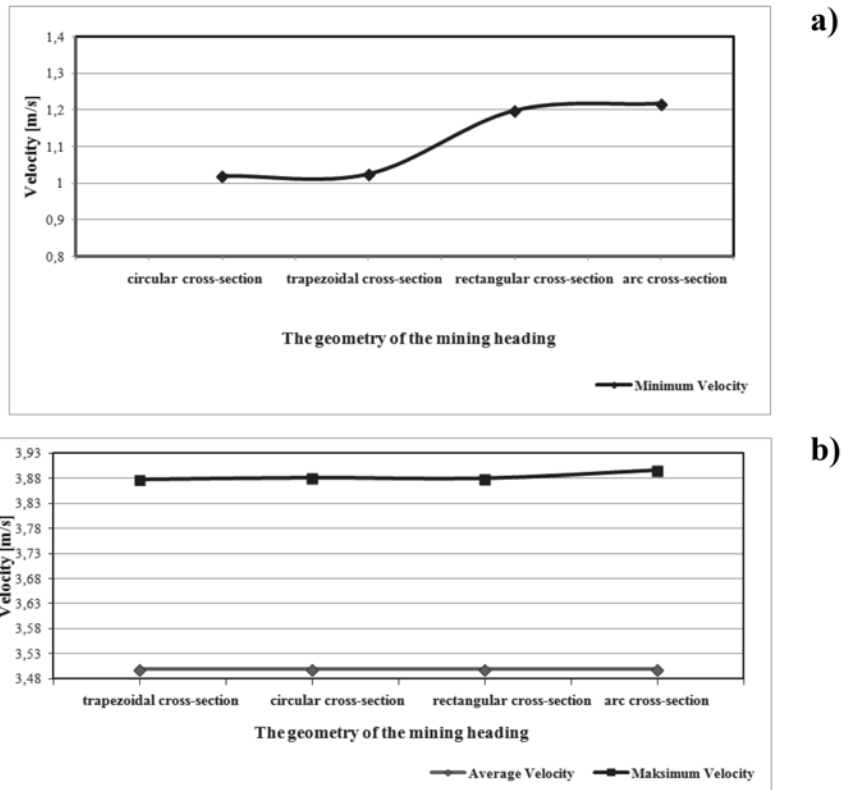 a)
Velocity [m/s]
1,4
1,3
1,2
1,1
1
0,9
0,8
circular cross-section trapezoidal cross-section rectangular cross-section arc cross-section
The geometry of the mining heading
Minimum Velocity
b)
Velocity [m/s]
3,93
3,88
3,83
3,78
3,73
3,68
3,63
3,58
3,53
3,48
trapezoidal cross-section circular cross-section rectangular cross-section arc cross-section
The geometry of the mining heading
Average Velocity Maksimum Velocity